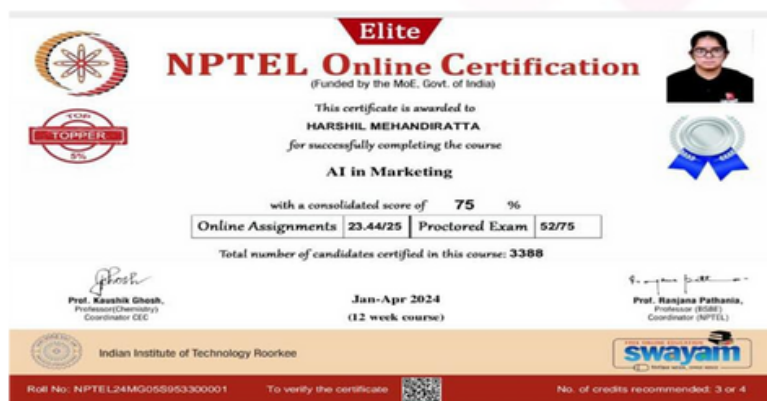 Elite
NPTEL Online Certification
(Funded by the MoE, Govt. of India)
This certificate is awarded to
HARSHIL MEHANDIRATTA
for successfully completing the course
AI in Marketing
with a consolidated score of 75 %
Online Assignments 23.44/25 Proctored Exam 52/75
Total number of candidates certified in this course: 3388
TOP
TOPPER
5%
Prof. Kaushik Ghosh,
Professor(Chemistry)
Coordinator CEC
Jan-Apr 2024
(12 week course)
Prof. Ranjana Pathania,
Professor (BSBE)
Coordinator (NPTEL)
Indian Institute of Technology Roorkee
FREE ONLINE EDUCATION
swayam
Roll No: NPTEL24MG05S953300001 To verify the certificate No. of credits recommended: 3 or 4